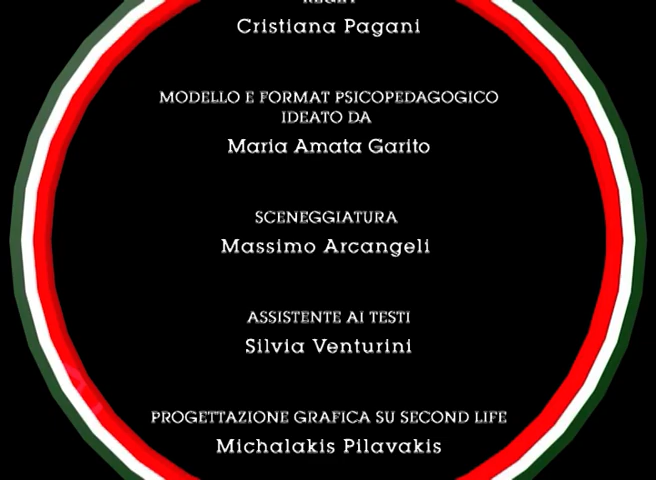 Cristiana Pagani
MODELLO E FORMAT PSICOPEDAGOGICO
IDEATO DA
Maria Amata Garito
SCENEGGIATURA
Massimo Arcangeli
ASSISTENTE AI TESTI
Silvia Venturini
PROGETTAZIONE GRAFICA SU SECOND LIFE
Michalakis Pilavakis